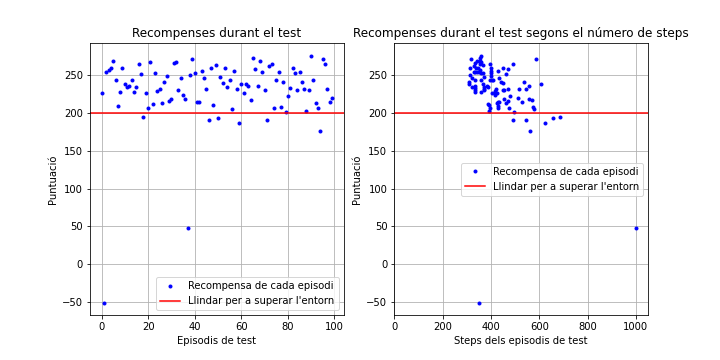 Recompenses durant el test
Puntuació
250
200
150
100
50
0
−50
0
20
40
60
80
100
Episodis de test
Recompensa de cada episodi
Llindar per a superar l'entorn
Recompenses durant el test segons el número de steps
Puntuació
250
200
150
100
50
0
−50
0
200
400
600
800
1000
Steps dels episodis de test
Recompensa de cada episodi
Llindar per a superar l'entorn